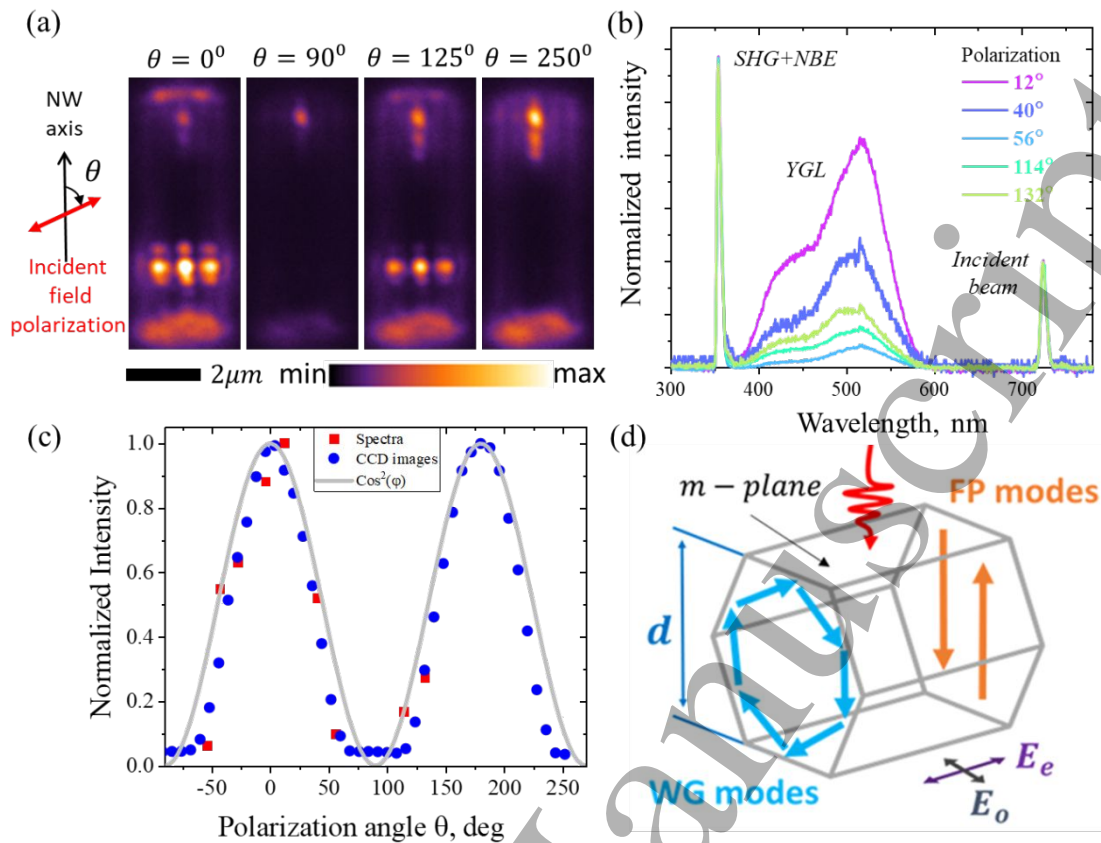 (a)
θ = 0⁰ θ = 90⁰ θ = 125⁰ θ = 250⁰
NW
axis
θ
Incident
field
polarization
2μm min max
(b)
SHG+NBE
YGL
Incident
beam
Polarization
12°
40°
56°
114°
132°
Normalized intensity
300 400 500 600 700
Wavelength, nm
(c)
Spectra
CCD images
Cos²(φ)
Normalized Intensity
1.0
0.8
0.6
0.4
0.2
0.0
-50 0 50 100 150 200 250
Polarization angle θ, deg
(d)
m − plane
FP modes
d
WG modes
E_e
E_o
anuscrip